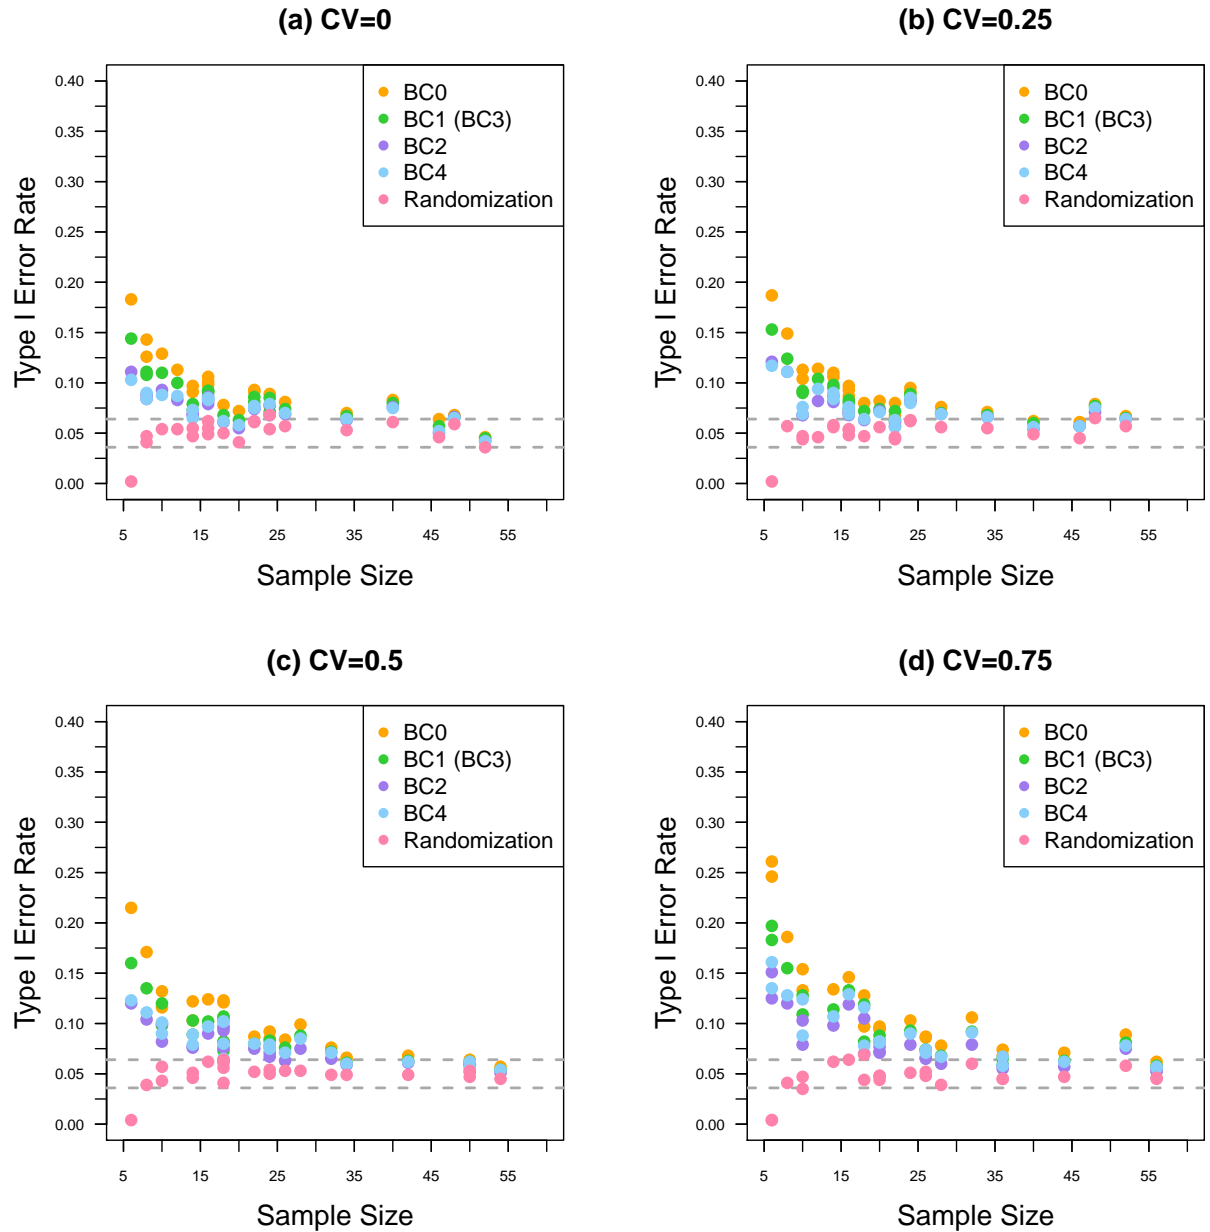 (a) CV=0
Type I Error Rate
0.40
0.35
0.30
0.25
0.20
0.15
0.10
0.05
0.00
BC0
BC1 (BC3)
BC2
BC4
Randomization
5 15 25 35 45 55
Sample Size
(b) CV=0.25
Type I Error Rate
0.40
0.35
0.30
0.25
0.20
0.15
0.10
0.05
0.00
BC0
BC1 (BC3)
BC2
BC4
Randomization
5 15 25 35 45 55
Sample Size
(c) CV=0.5
Type I Error Rate
0.40
0.35
0.30
0.25
0.20
0.15
0.10
0.05
0.00
BC0
BC1 (BC3)
BC2
BC4
Randomization
5 15 25 35 45 55
Sample Size
(d) CV=0.75
Type I Error Rate
0.40
0.35
0.30
0.25
0.20
0.15
0.10
0.05
0.00
BC0
BC1 (BC3)
BC2
BC4
Randomization
5 15 25 35 45 55
Sample Size